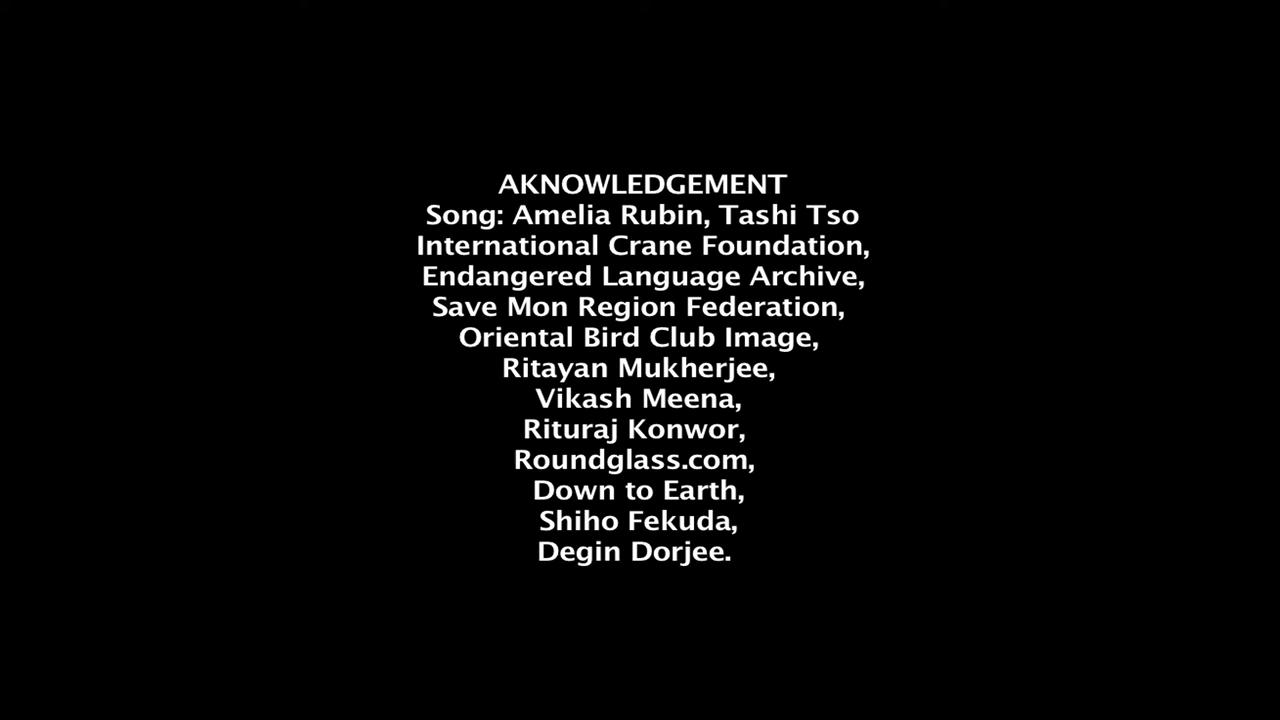 AKNOWLEDGEMENT
Song: Amelia Rubin, Tashi Tso
International Crane Foundation,
Endangered Language Archive,
Save Mon Region Federation,
Oriental Bird Club Image,
Ritayan Mukherjee,
Vikash Meena,
Rituraj Konwor,
Roundglass.com,
Down to Earth,
Shiho Fekuda,
Degin Dorjee.